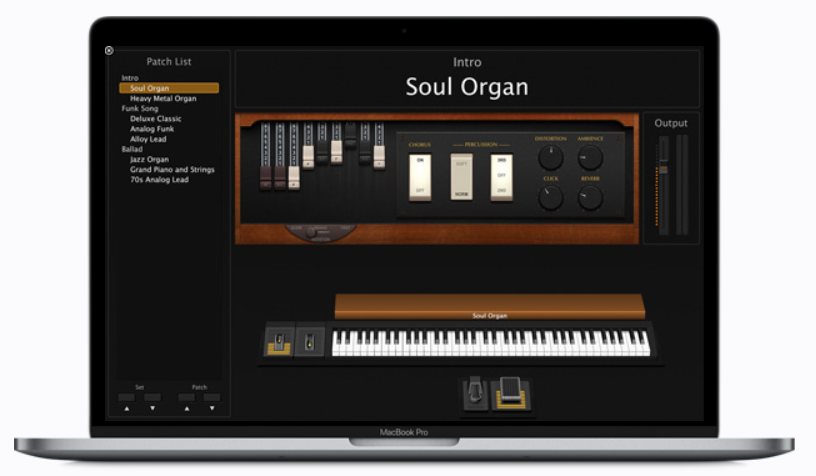 Patch List
Intro
Soul Organ
Heavy Metal Organ
Funk Song
Deluxe Classic
Analog Funk
Alloy Lead
Ballad
Jazz Organ
Grand Piano and Strings
70s Analog Lead
Set
Patch
Intro
Soul Organ
CHORUS
PERCUSSION
DISTORTION
AMBIENCE
ON
OFF
SOFT
3RD
OFF
2ND
CLICK
REVERB
Output
Soul Organ
MacBook Pro